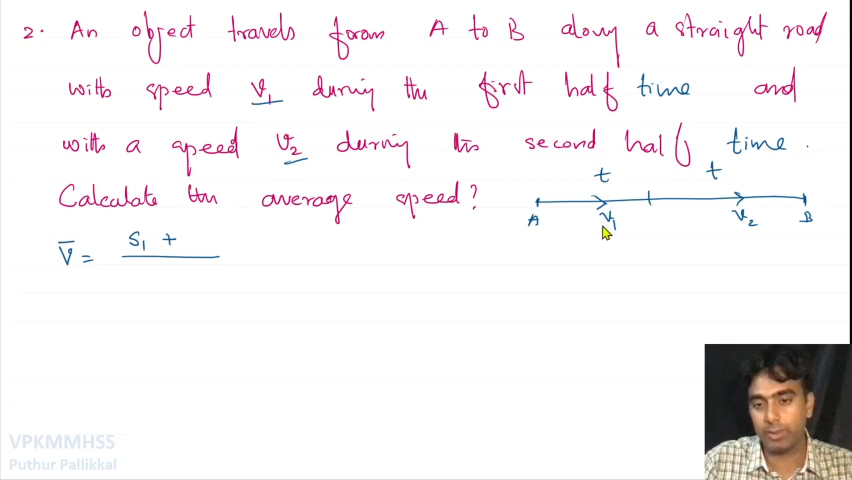 2. An object travels from A to B along a straight road
with speed v₁ during the first half time and
with a speed v₂ during the second half time.
Calculate the average speed?
t t
A v₁ v₂ B
V̅ = S₁ +
VPKMMHSS
Puthur Pallikkal